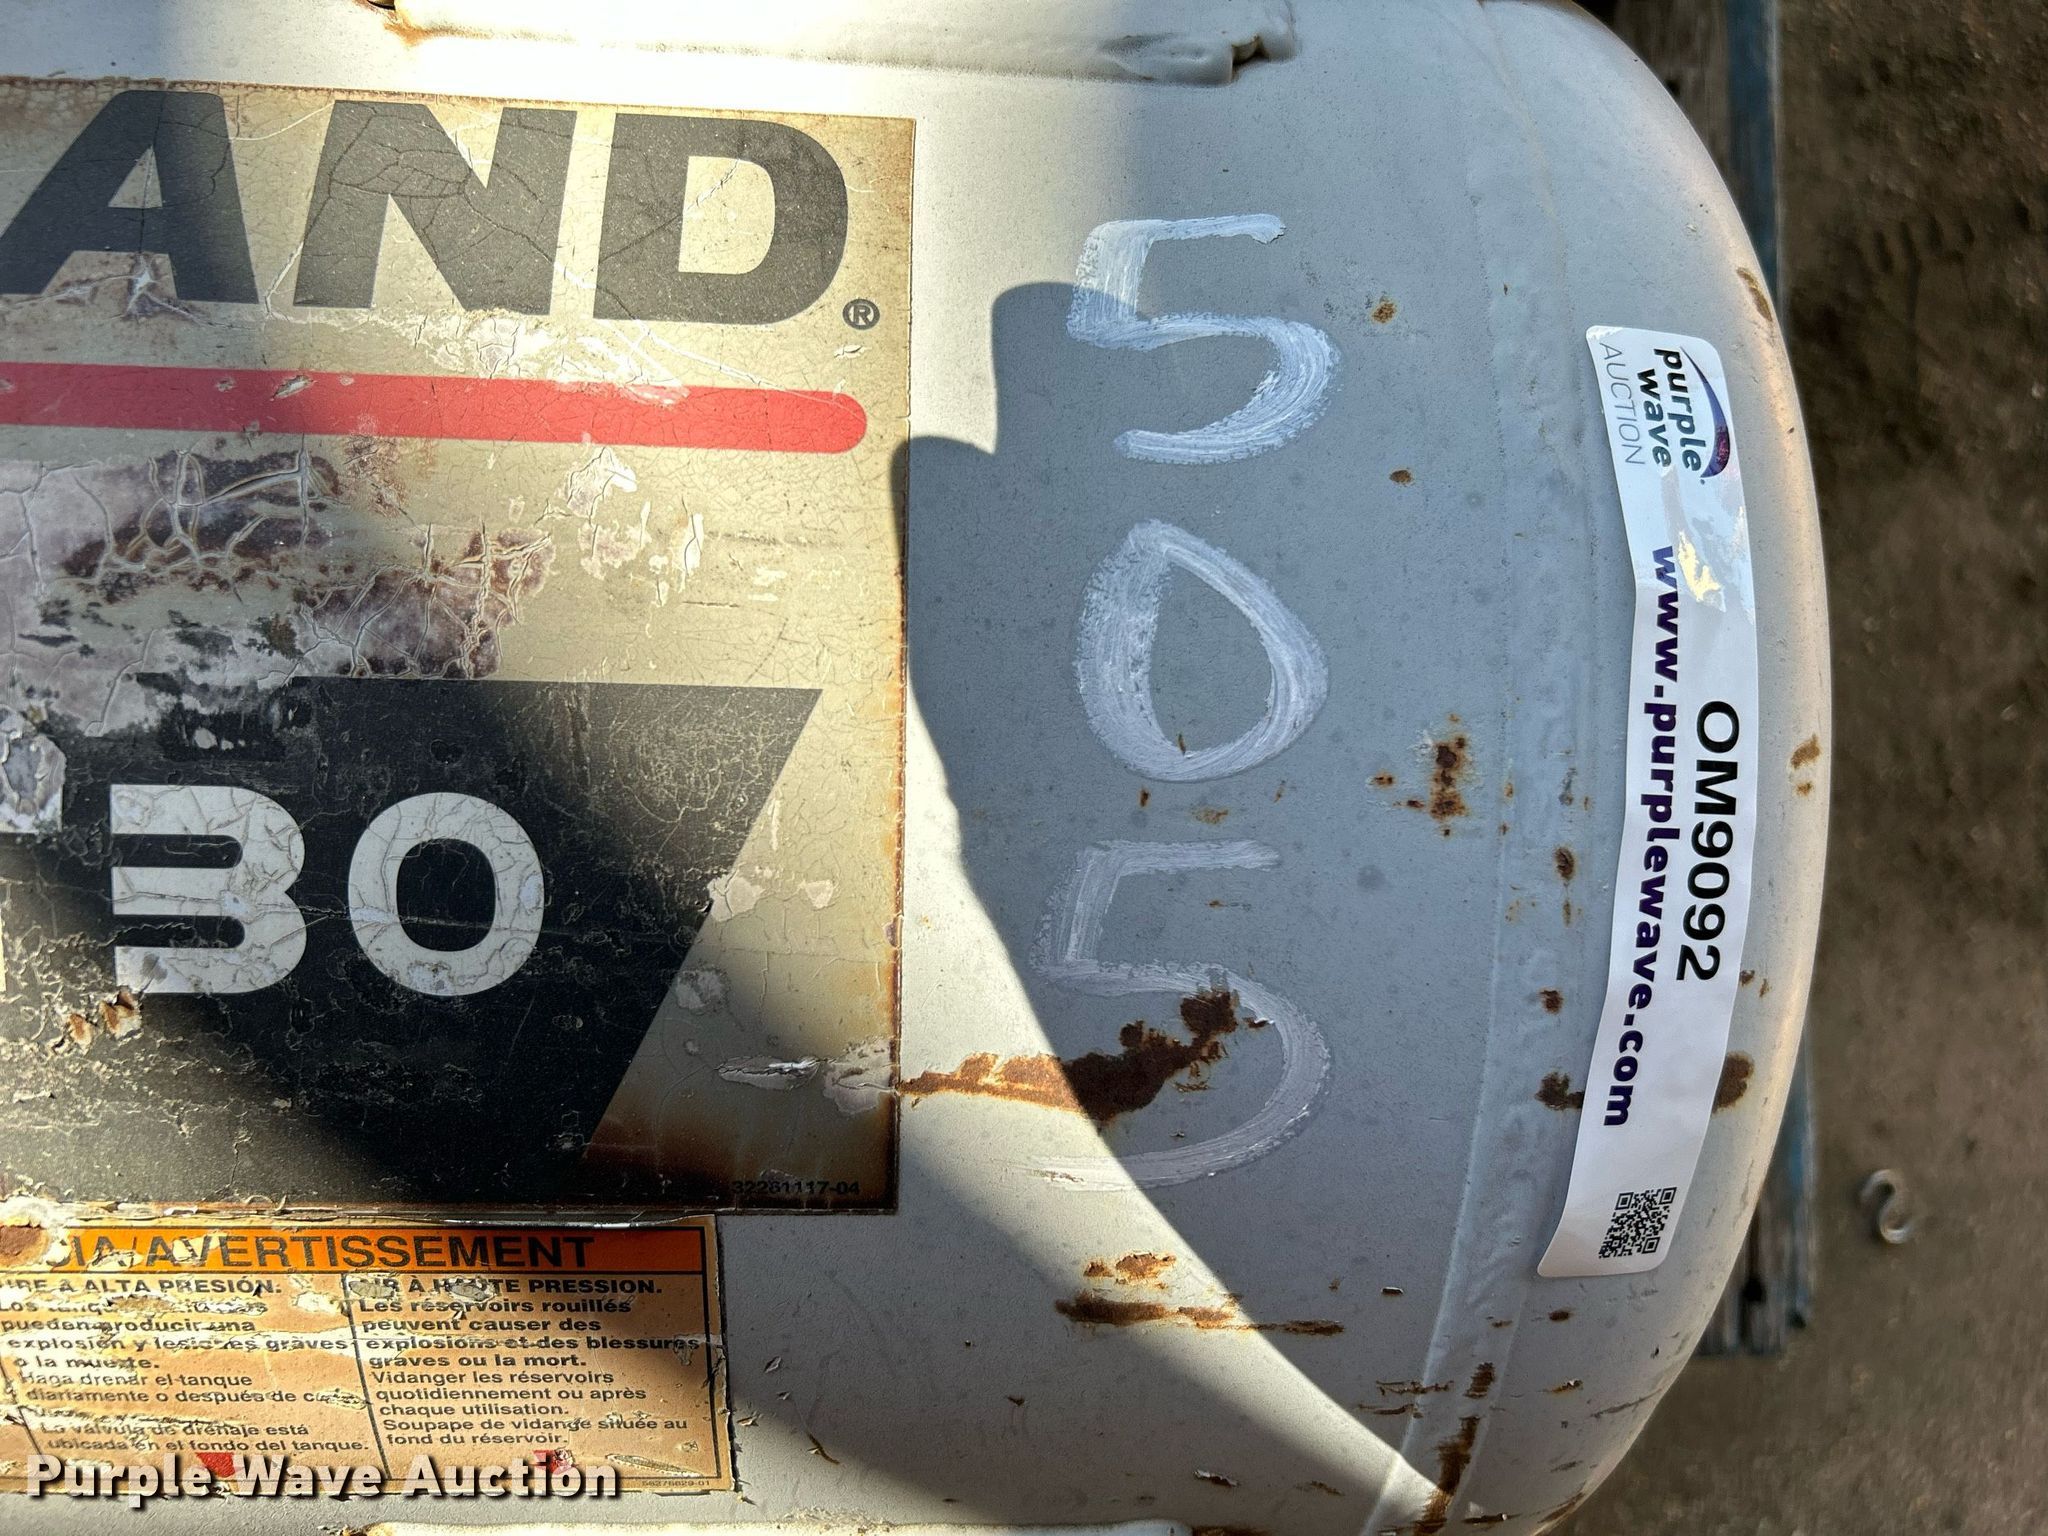 AND®
30
32281117-04
505
purple wave
AUCTION
www.purplewave.com
OM9092
CIA/AVERTISSEMENT
AIRE A ALTA PRESIÓN.
Los
pueden producir una
explosión y lesiones graves
o la muerte.
Haga drenar el tanque
diariamente o después de
La válvula de drenaje está
ubicada en el fondo del tanque.
AIR À HAUTE PRESSION.
Les réservoirs rouillés
peuvent causer des
explosions et des blessures
graves ou la mort.
Vidanger les réservoirs
quotidiennement ou après
chaque utilisation.
Soupape de vidange située au
fond du réservoir.
Purple Wave Auction